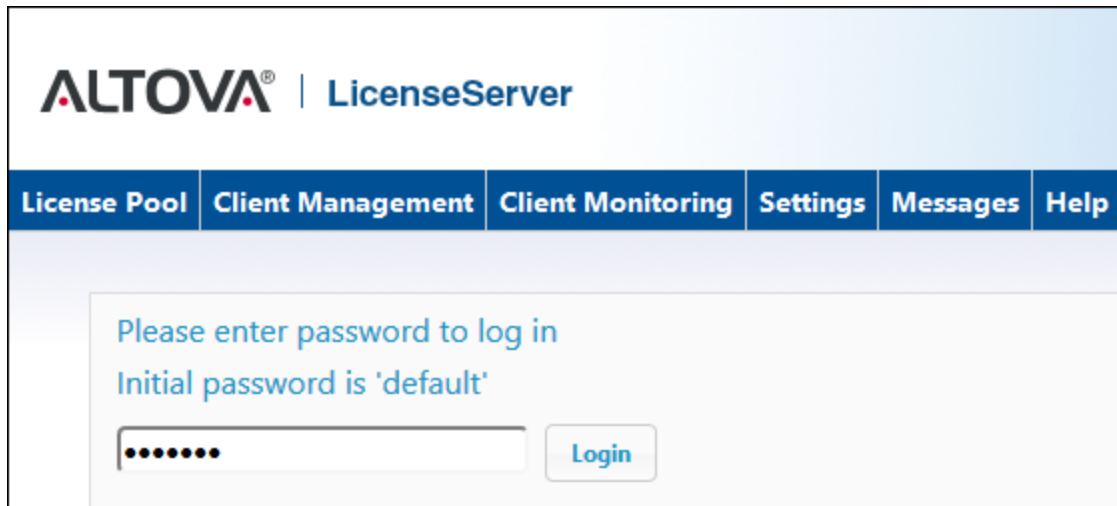 ALTOVA® | LicenseServer
License Pool Client Management Client Monitoring Settings Messages Help
Please enter password to log in
Initial password is 'default'
•••••••
Login